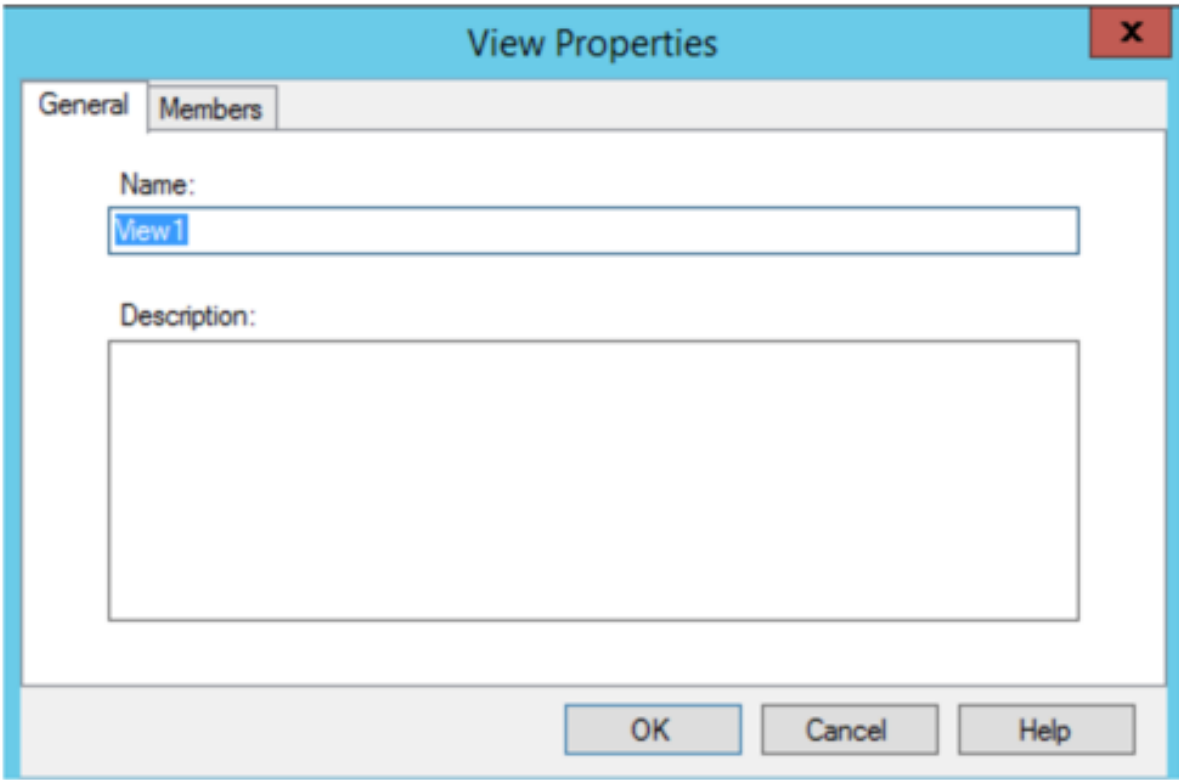 View Properties
x
General Members
Name:
View1
Description:
OK Cancel Help